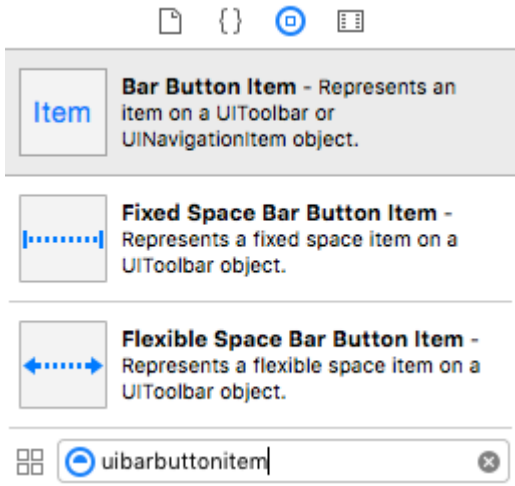 Item
Bar Button Item - Represents an
item on a UIToolbar or
UINavigationItem object.
Fixed Space Bar Button Item -
Represents a fixed space item on a
UIToolbar object.
Flexible Space Bar Button Item -
Represents a flexible space item on a
UIToolbar object.
uibarbuttonitem